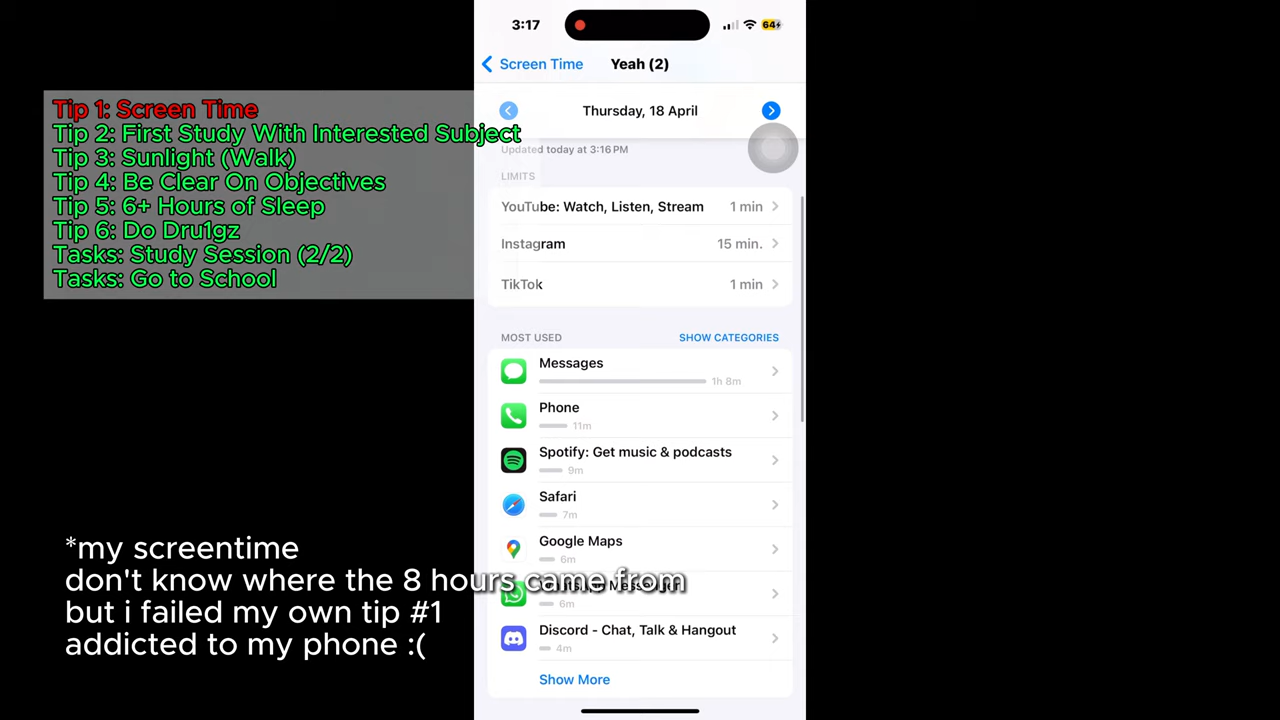 3:17
64
Screen Time
Yeah (2)
Thursday, 18 April
Updated today at 3:16 PM
LIMITS
YouTube: Watch, Listen, Stream 1 min
Instagram 15 min.
TikTok 1 min
MOST USED SHOW CATEGORIES
Messages
1h 8m
Phone
11m
Spotify: Get music & podcasts
9m
Safari
7m
Google Maps
6m
Messenger
6m
Discord - Chat, Talk & Hangout
4m
Show More
Tip 1: Screen Time
Tip 2: First Study With Interested Subject
Tip 3: Sunlight (Walk)
Tip 4: Be Clear On Objectives
Tip 5: 6+ Hours of Sleep
Tip 6: Do Dru1gz
Tasks: Study Session (2/2)
Tasks: Go to School
*my screentime
don't know where the 8 hours came from
but i failed my own tip #1
addicted to my phone :(